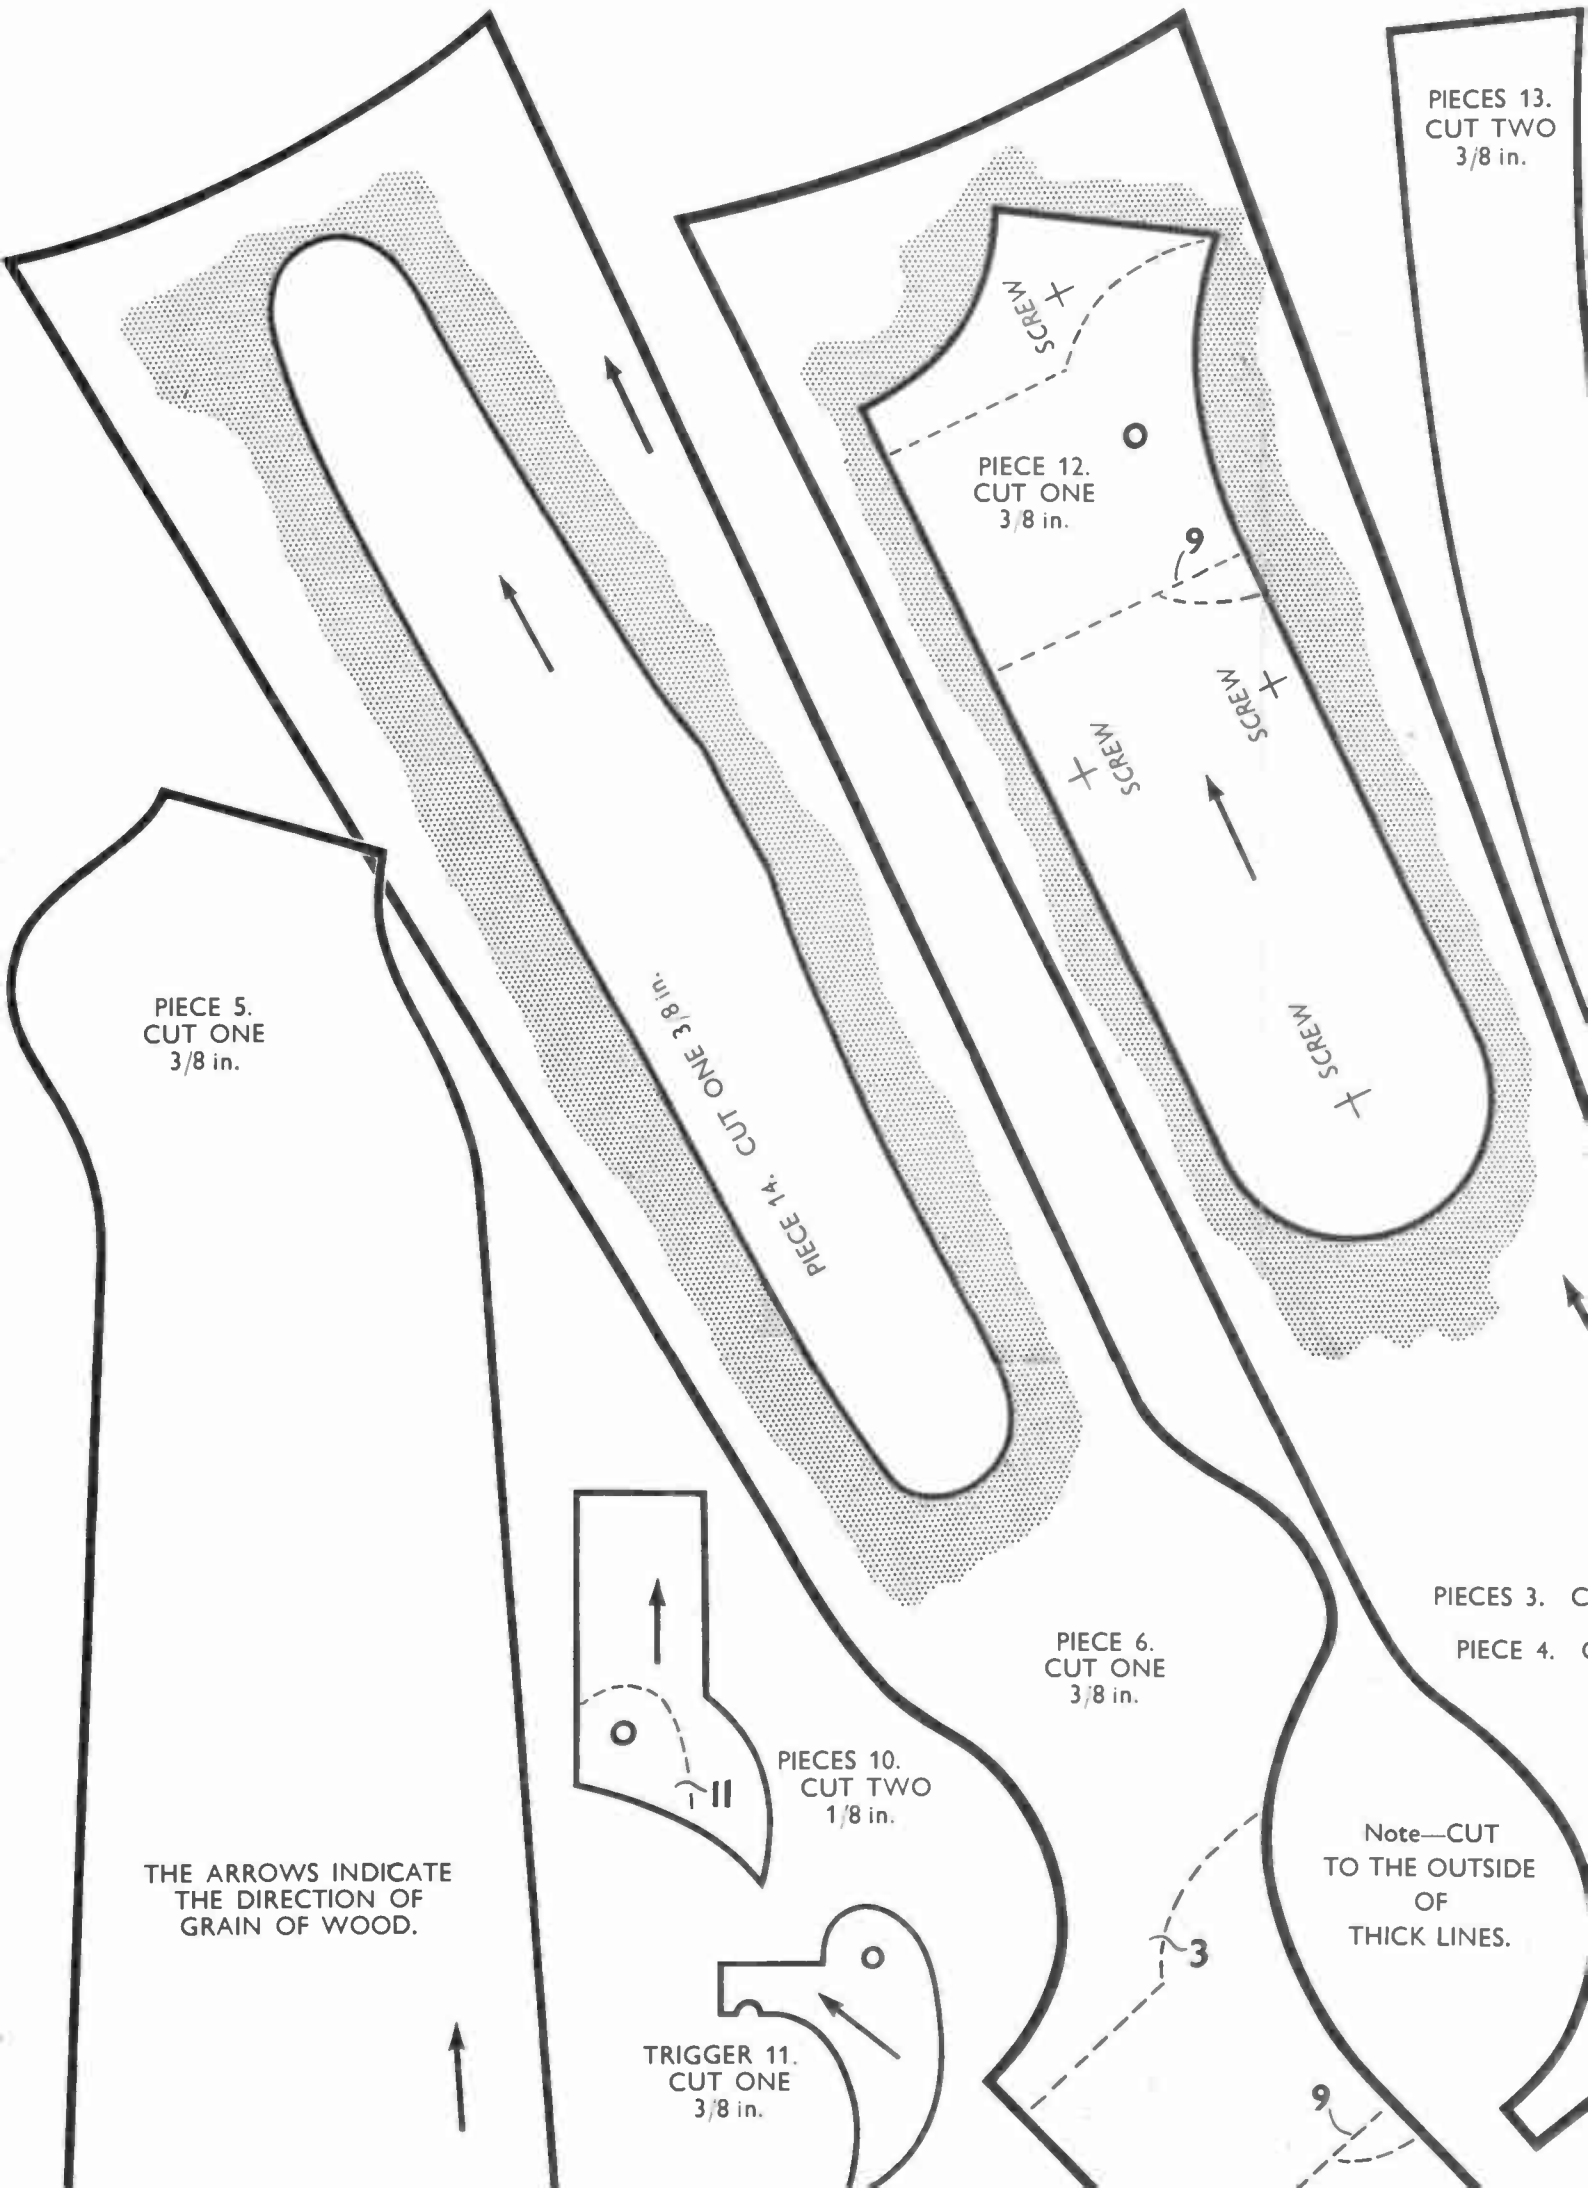 PIECES 13.
CUT TWO
3/8 in.
SCREW
PIECE 12.
CUT ONE
3/8 in.
9
SCREW
SCREW
SCREW
PIECE 5.
CUT ONE
3/8 in.
PIECE 14. CUT ONE 3/8 in.
PIECES 3. C
PIECE 4.
PIECE 6.
CUT ONE
3/8 in.
PIECES 10.
CUT TWO
1/8 in.
11
THE ARROWS INDICATE
THE DIRECTION OF
GRAIN OF WOOD.
Note—CUT
TO THE OUTSIDE
OF
THICK LINES.
3
TRIGGER 11.
CUT ONE
3/8 in.
9